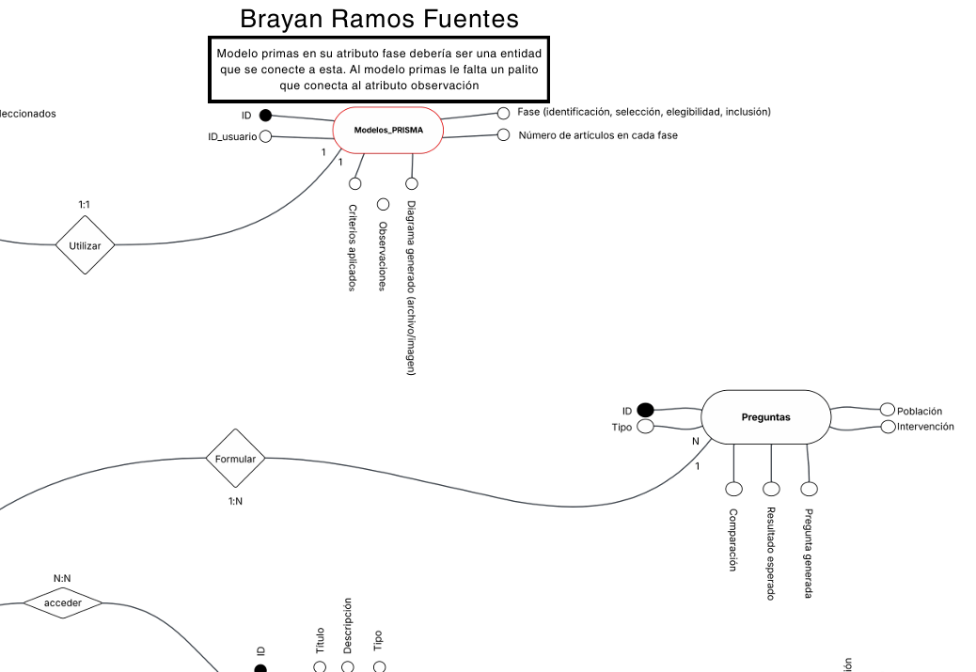 Brayan Ramos Fuentes
Modelo primas en su atributo fase debería ser una entidad
que se conecte a esta. Al modelo primas le falta un palito
que conecta al atributo observación
leccionados
ID
Modelos_PRISMA
Fase (identificación, selección, elegibilidad, inclusión)
ID_usuario
Número de artículos en cada fase
1
1
Criterios aplicados
Observaciones
Diagrama generado (archivo/imagen)
1:1
Utilizar
ID
Preguntas
Población
Tipo
Intervención
N
1
Formular
1:N
Comparación
Resultado esperado
Pregunta generada
N:N
acceder
ID
Título
Descripción
Tipo
ión